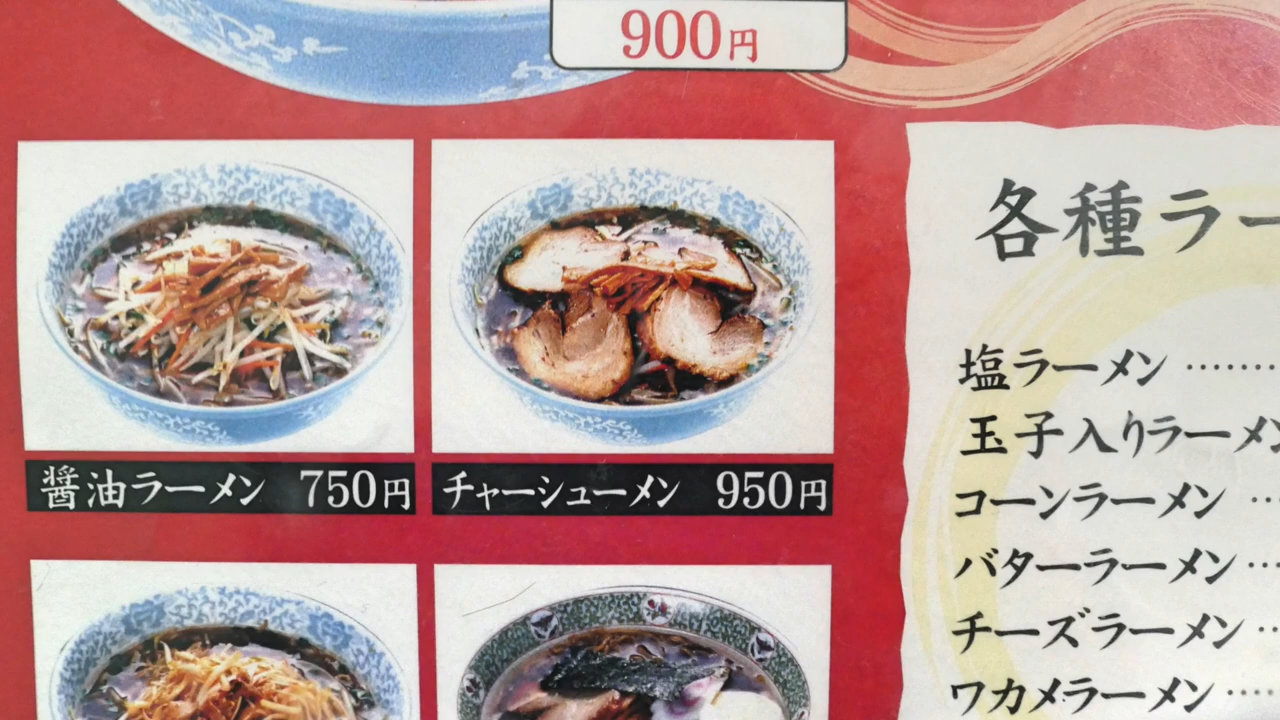 900円
醤油ラーメン 750円
チャーシューメン 950円
各種ラー
塩ラーメン ………
玉子入りラーメン
コーンラーメン …
バターラーメン …
チーズラーメン …
ワカメラーメン ……